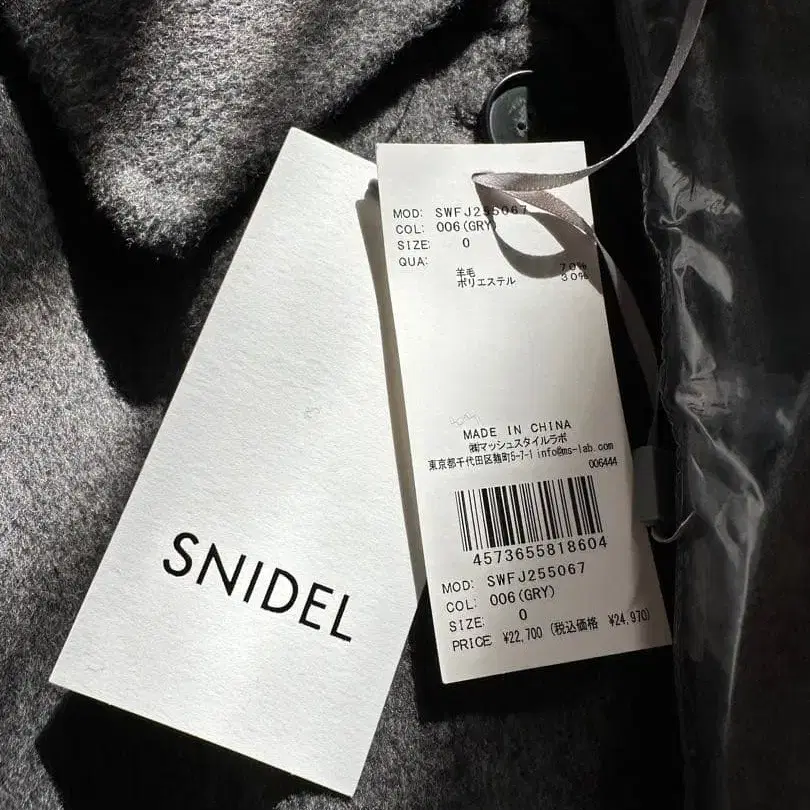 SNIDEL
MOD: SWFJ255067
COL: 006(GRY)
SIZE: 0
QUA:
羊毛 70%
ポリエステル 30%
MADE IN CHINA
㈱マッシュスタイルラボ
東京都千代田区麹町5-7-1 info@ms-lab.com
006444
4573655818604
MOD: SWFJ255067
COL: 006(GRY)
SIZE: 0
PRICE ¥22,700 (税込価格 ¥24,970)